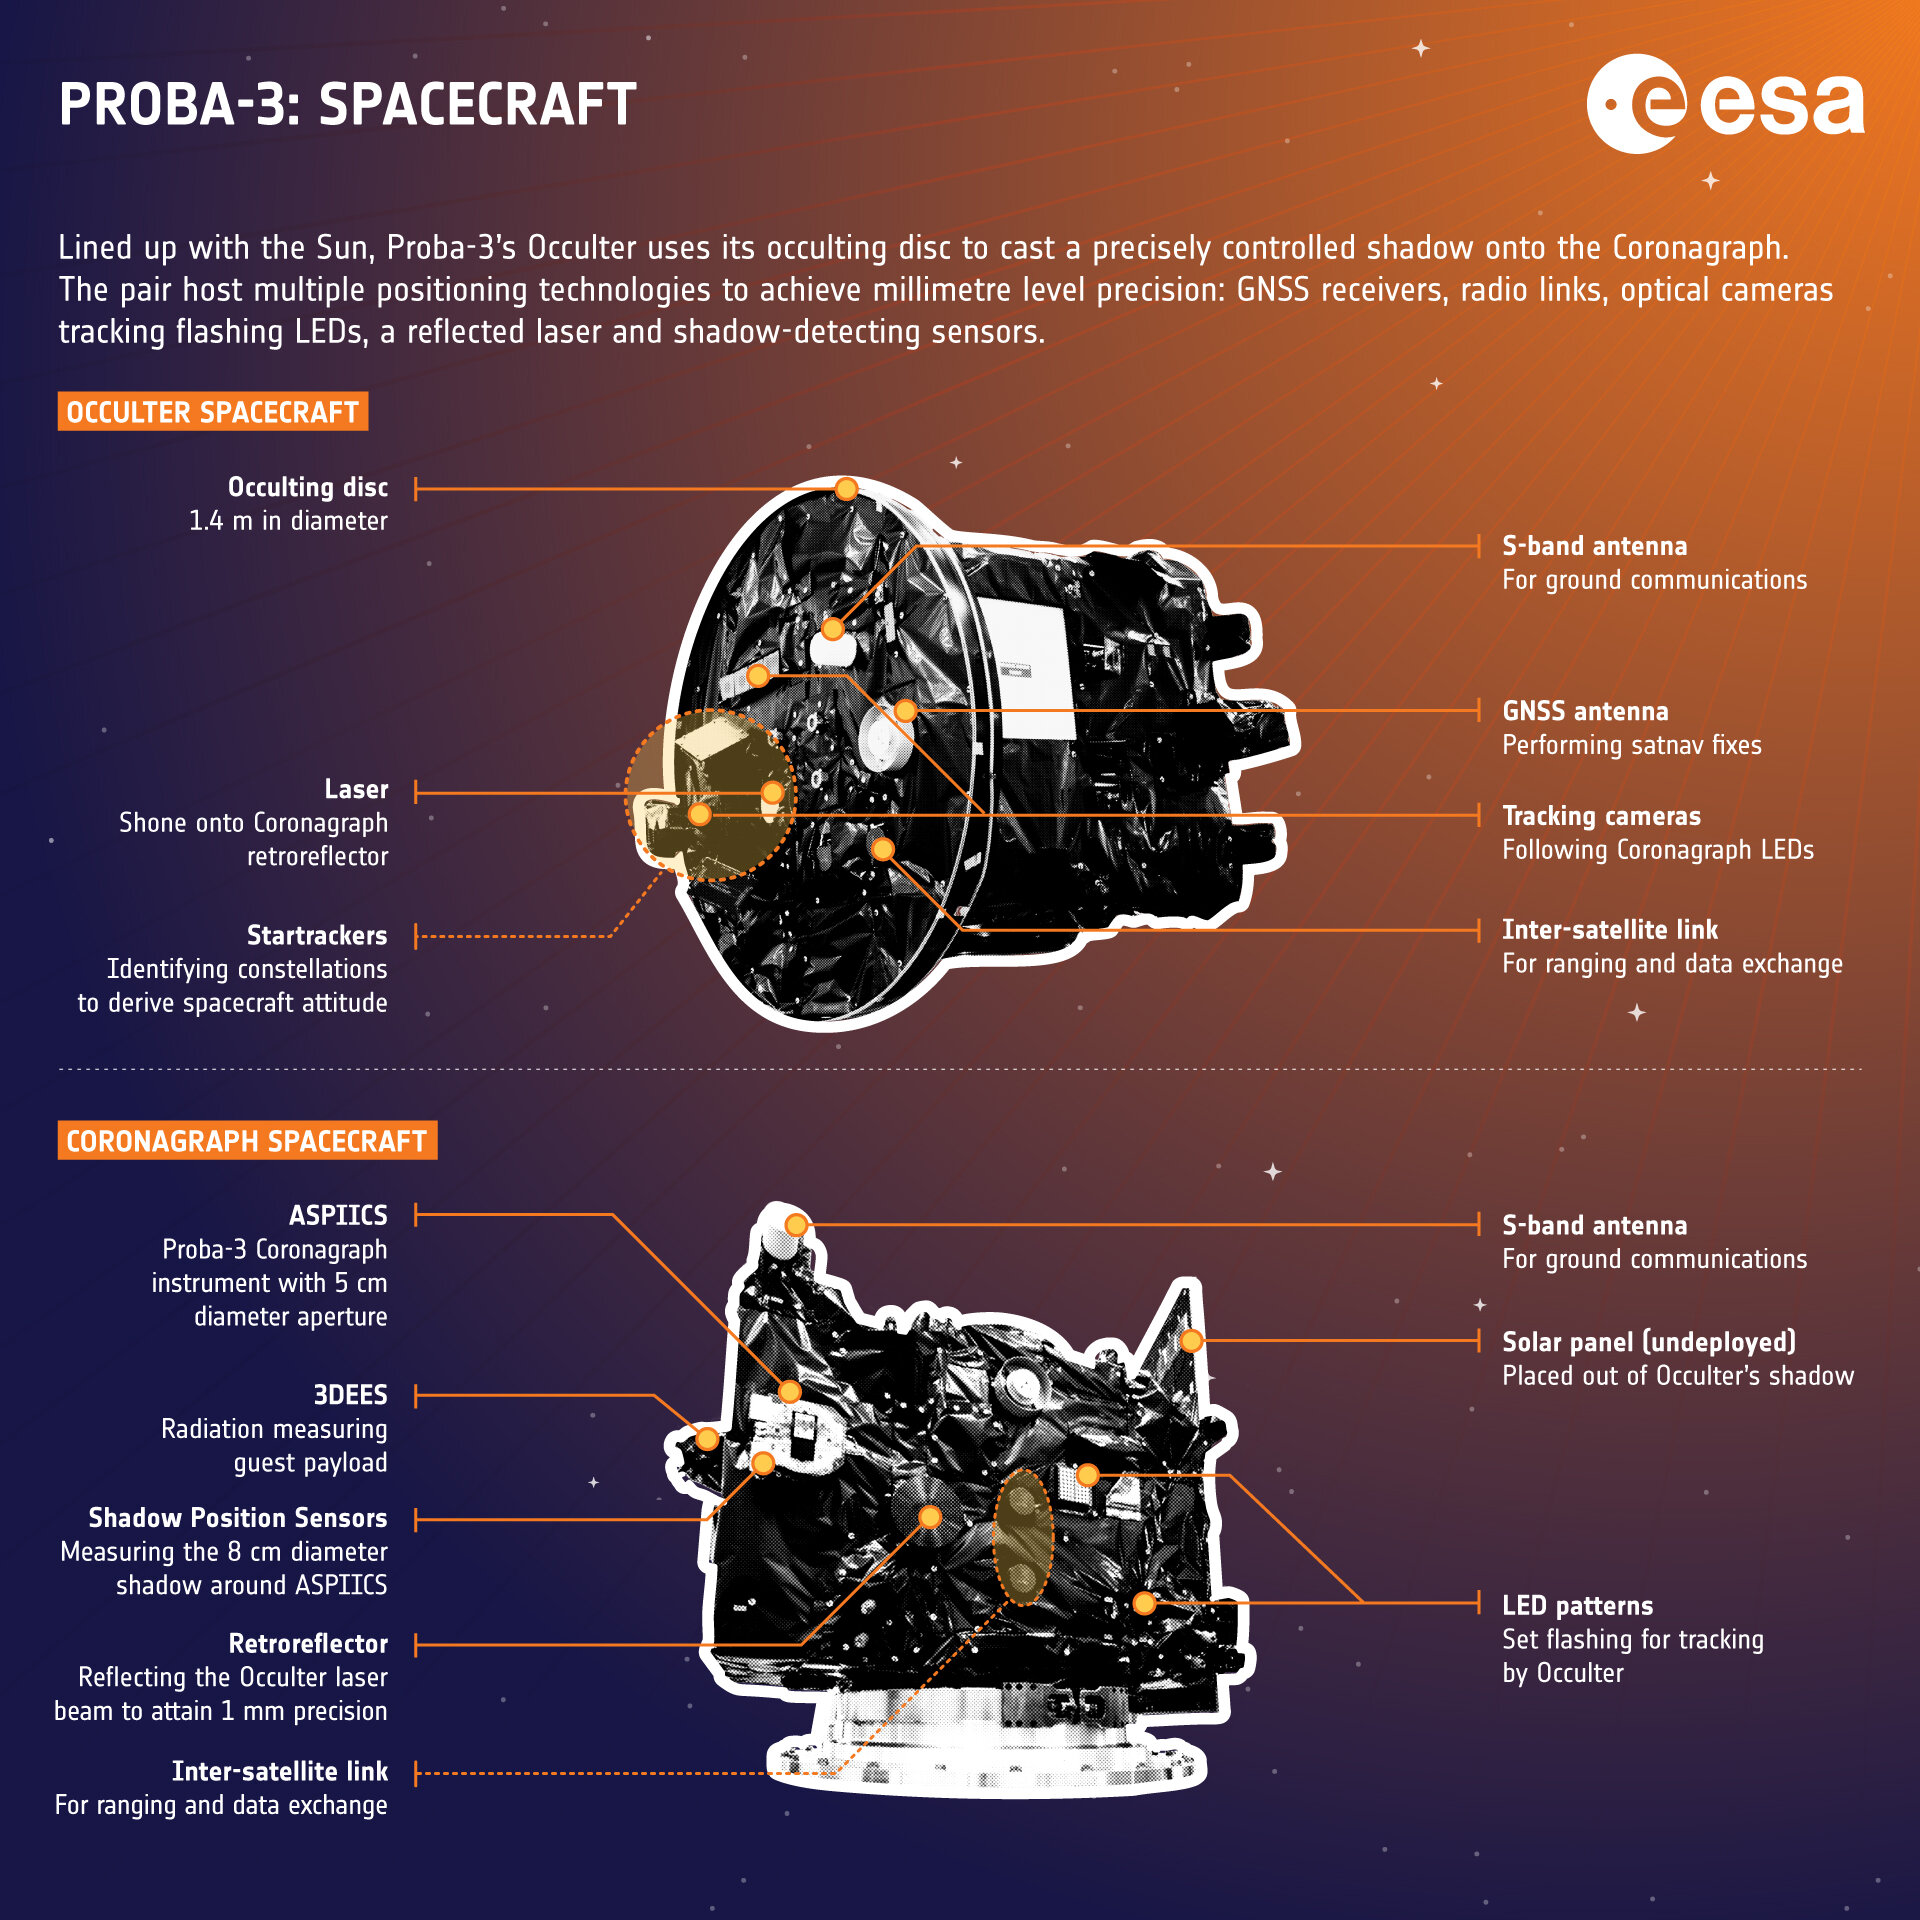 PROBA-3: SPACECRAFT
esa
Lined up with the Sun, Proba-3’s Occulter uses its occulting disc to cast a precisely controlled shadow onto the Coronagraph.
The pair host multiple positioning technologies to achieve millimetre level precision: GNSS receivers, radio links, optical cameras
tracking flashing LEDs, a reflected laser and shadow-detecting sensors.
OCCULTER SPACECRAFT
Occulting disc
1.4 m in diameter
Laser
Shone onto Coronagraph
retroreflector
Startrackers
Identifying constellations
to derive spacecraft attitude
S-band antenna
For ground communications
GNSS antenna
Performing satnav fixes
Tracking cameras
Following Coronagraph LEDs
Inter-satellite link
For ranging and data exchange
CORONAGRAPH SPACECRAFT
ASPIICS
Proba-3 Coronagraph
instrument with 5 cm
diameter aperture
3DEES
Radiation measuring
guest payload
Shadow Position Sensors
Measuring the 8 cm diameter
shadow around ASPIICS
Retroreflector
Reflecting the Occulter laser
beam to attain 1 mm precision
Inter-satellite link
For ranging and data exchange
S-band antenna
For ground communications
Solar panel (undeployed)
Placed out of Occulter’s shadow
LED patterns
Set flashing for tracking
by Occulter